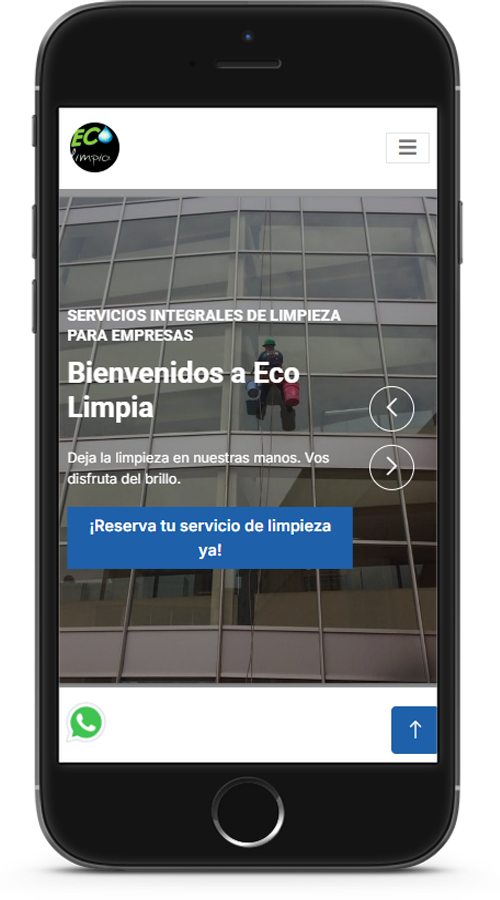 ECO
limpia
SERVICIOS INTEGRALES DE LIMPIEZA
PARA EMPRESAS
Bienvenidos a Eco
Limpia
Deja la limpieza en nuestras manos. Vos
disfruta del brillo.
¡Reserva tu servicio de limpieza
ya!